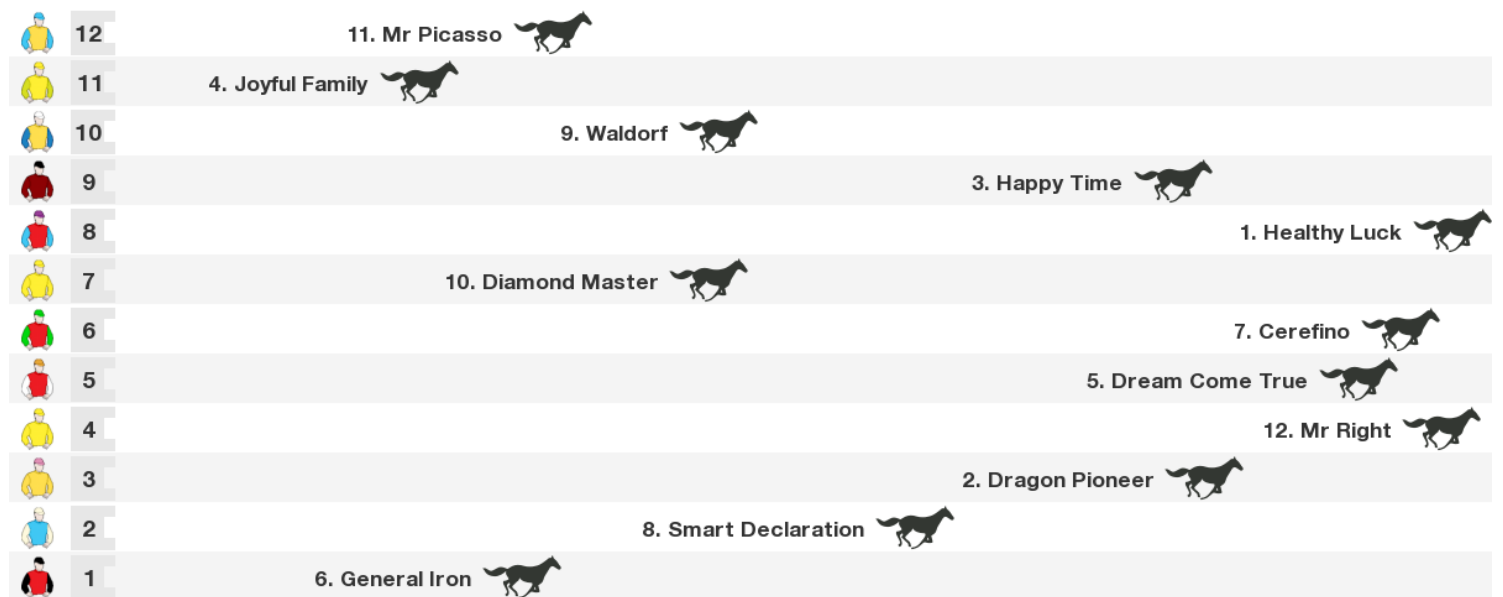 12 11. Mr Picasso
11 4. Joyful Family
10 9. Waldorf
9 3. Happy Time
8 1. Healthy Luck
7 10. Diamond Master
6 7. Cerefino
5 5. Dream Come True
4 12. Mr Right
3 2. Dragon Pioneer
2 8. Smart Declaration
1 6. General Iron